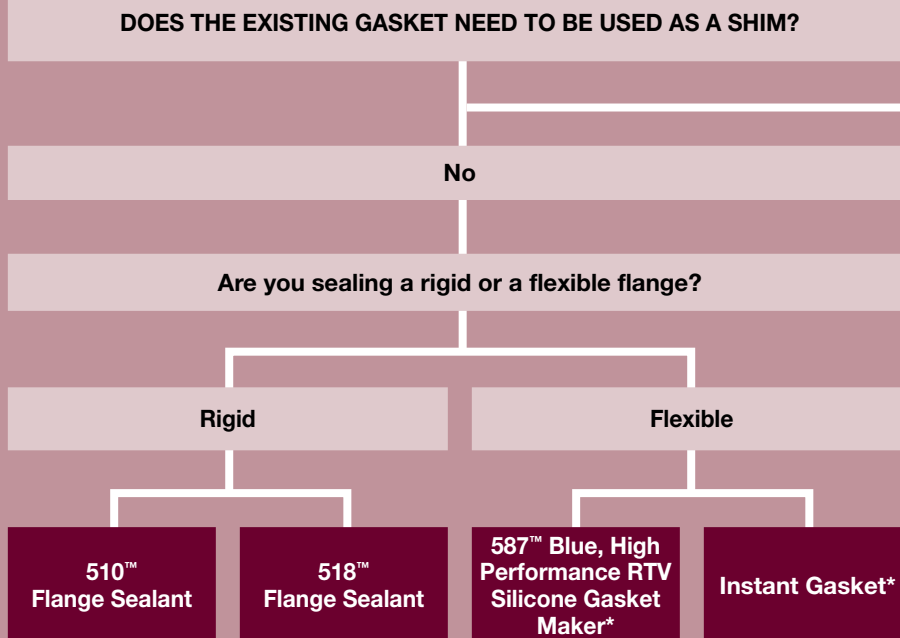 DOES THE EXISTING GASKET NEED TO BE USED AS A SHIM?
No
Are you sealing a rigid or a flexible flange?
Rigid
Flexible
510™
Flange Sealant
518™
Flange Sealant
587™ Blue, High
Performance RTV
Silicone Gasket
Maker*
Instant Gasket*